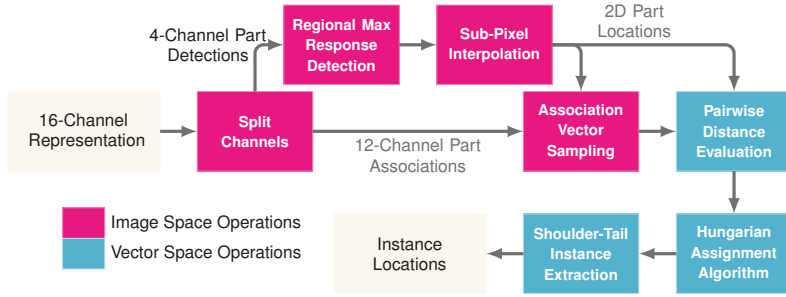 4-Channel Part
Detections
Regional Max
Response
Detection
Sub-Pixel
Interpolation
2D Part
Locations
16-Channel
Representation
Split
Channels
12-Channel Part
Associations
Association
Vector
Sampling
Pairwise
Distance
Evaluation
Image Space Operations
Vector Space Operations
Instance
Locations
Shoulder-Tail
Instance
Extraction
Hungarian
Assignment
Algorithm